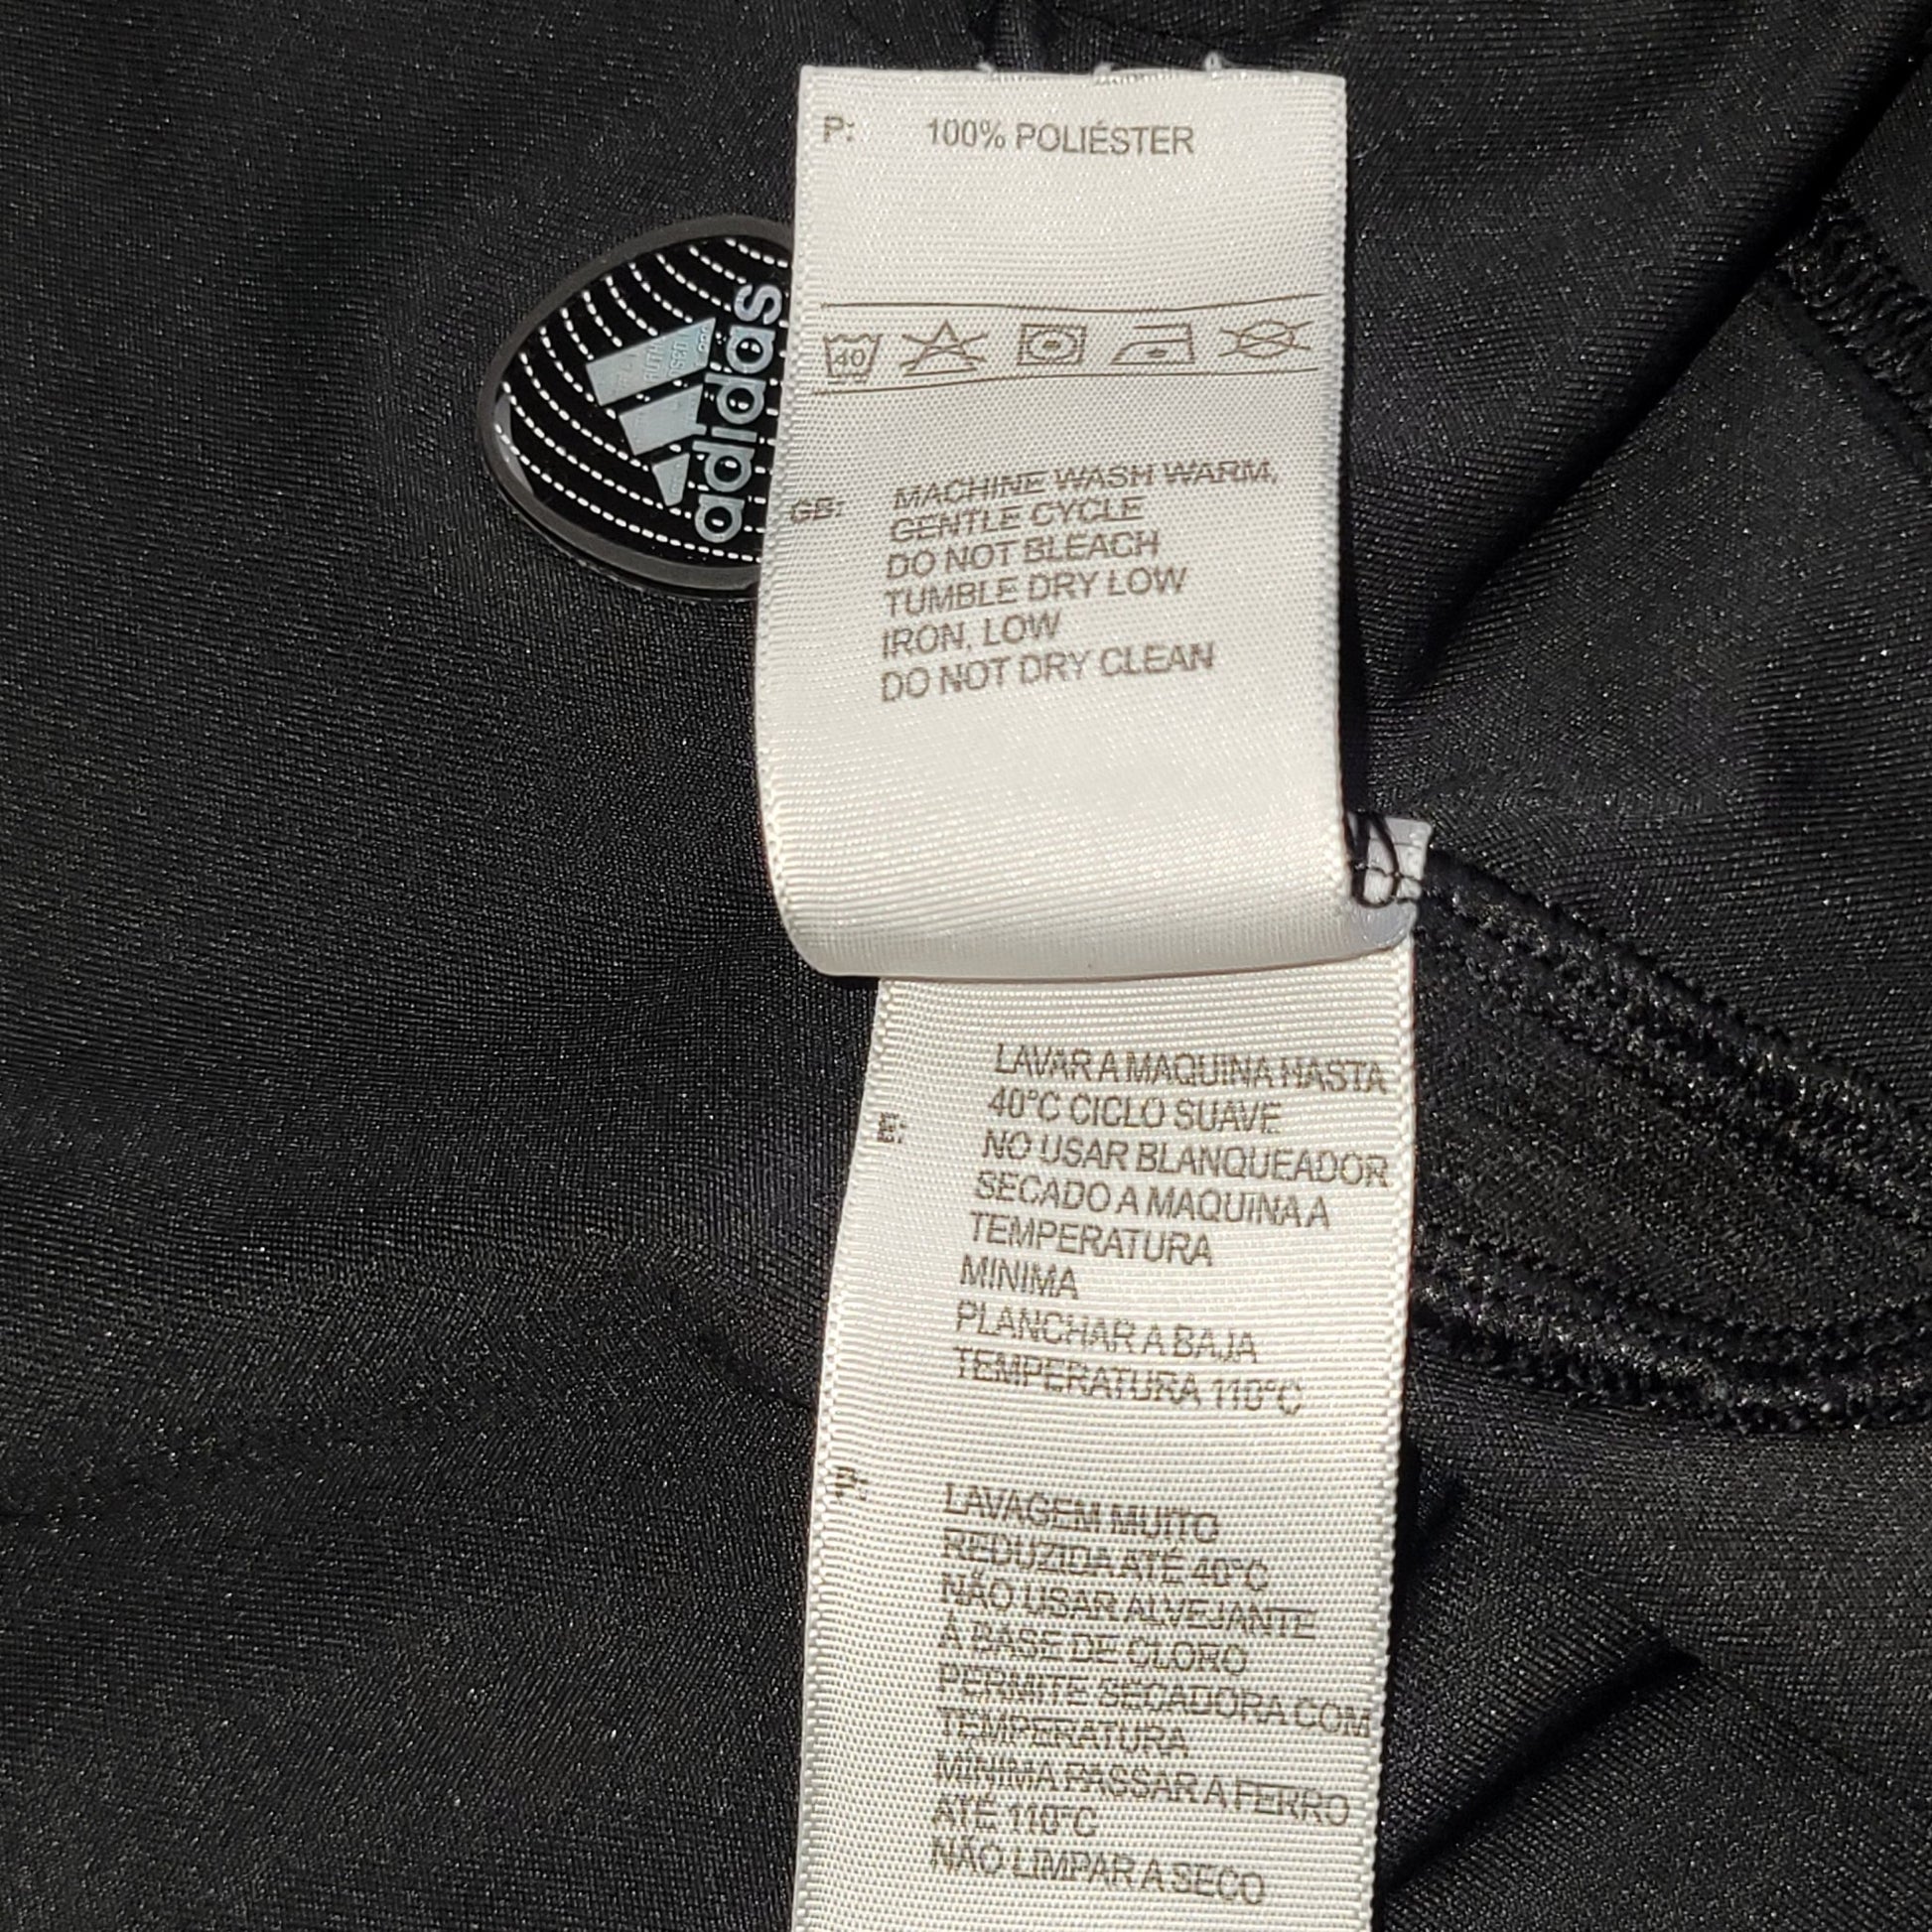 P: 100% POLIÉSTER
adidas
40
GB: MACHINE WASH WARM,
GENTLE CYCLE
DO NOT BLEACH
TUMBLE DRY LOW
IRON, LOW
DO NOT DRY CLEAN
E: LAVAR A MAQUINA HASTA
40°C CICLO SUAVE
NO USAR BLANQUEADOR
SECADO A MAQUINA A
TEMPERATURA
MINIMA
PLANCHAR A BAJA
TEMPERATURA 110°C
P: LAVAGEM MUITO
REDUZIDA ATÉ 40°C
NÃO USAR ALVEJANTE
À BASE DE CLORO
PERMITE SECADORA COM
TEMPERATURA
MÍNIMA PASSAR A FERRO
ATÉ 110°C
NÃO LIMPAR A SECO